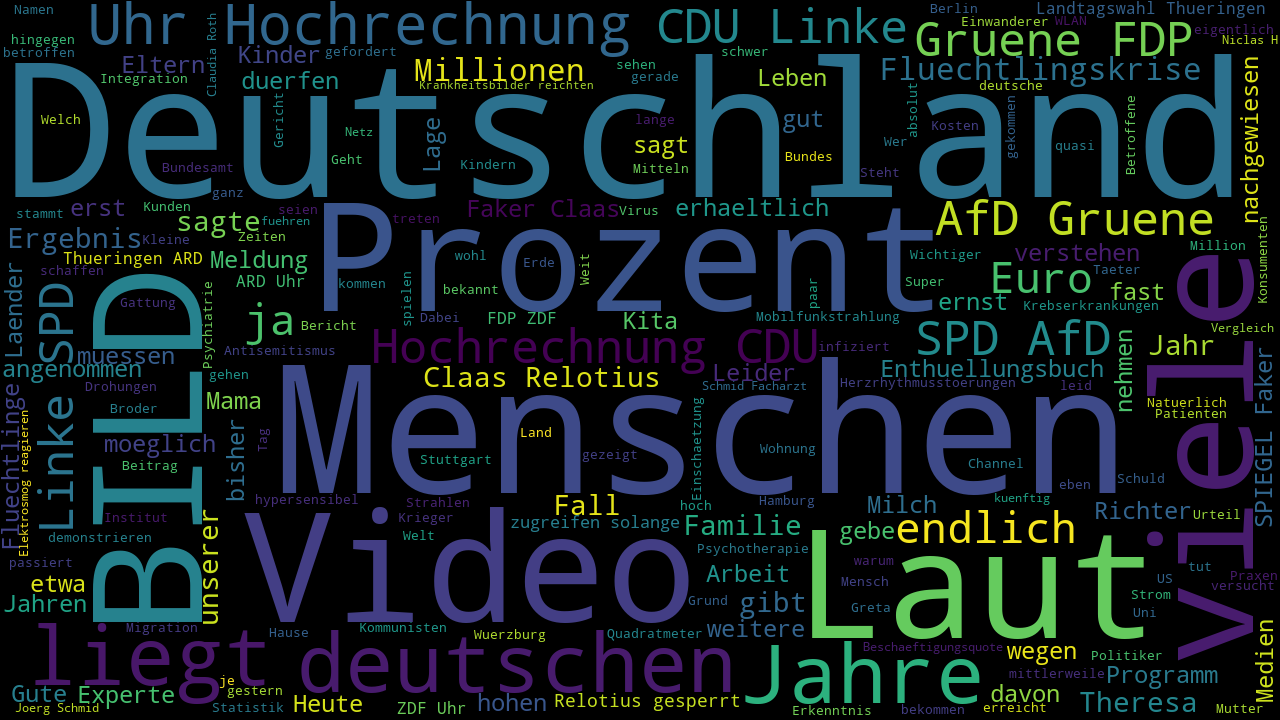 Namen
Uhr Hochrechnung
CDU Linke
Berlin
Landtagswahl Thueringen
Einwanderer
WLAN
eigentlich
hingegen
betroffen
Claudia Roth
Kinder
gefordert
schwer
Gruene FDP
Niclas H
Eltern
Integration
duerfen
Millionen
sehen
gerade
Krankheitsbilder reichten
Leben
Fluechtlingskrise
deutsche
Deutschland
Welch
Gericht
Netz
Geht
Lage
Kindern
lange
sagt
Mitteln
gut
Bundes
absolut
Wer
Kosten
Steht
gekommen
quasi
Betroffene
nachgewiesen
Bundesamt
ganz
stammt
erst
Kunden
sagte
fuehren
seien
Zeiten
treten
Faker Claas
Virus
erhaeltlich
AfD Gruene
Ergebnis
Kleine
Prozent
verstehen
Wichtiger
Million
Thueringen ARD
Meldung
schaffen
ARD Uhr
wohl
Erde
Weit
kommen
bekannt
spielen
paar
Super
Euro
Taeter
fast
Konsumenten
Laender
SPD
BILD
Gattung
Psychiatrie
ja
Bericht
Dabei
FDP ZDF
Kita
Mobilfunkstrahlung
ernst
Krebserkrankungen
viele
Vergleich
muessen
angenommen
Antisemitismus
Hochrechnung CDU
infiziert
SPD AfD
Jahr
gehen
Drohungen
Claas Relotius
Leider
Schmid Facharzt
Enthuellungsbuch
Herzrhythmusstoerungen
leid
nehmen
SPIEGEL Faker
Fluechtlinge
Linke
Broder
Mama
Menschen
Natuerlich
Patienten
Elektrosmog reagieren
moeglich
bisher
Tag
Land
Einschaetzung
Wohnung
Beitrag
Stuttgart
gezeigt
Channel
eben
Schuld
hypersensibel
Strahlen
Fall
hoch
Hamburg
Milch
kuenftig
Institut
unserer
Video
Krieger
Welt
zugreifen solange
Familie
gebe
endlich
Richter
Urteil
demonstrieren
Psychotherapie
Laut
passiert
etwa
Arbeit
warum
Mensch
US
tut
Praxen
versucht
Jahren
Grund
gibt
Greta
Strom
Uni
Migration
Hause
Kommunisten
Wuerzburg
Quadratmeter
weitere
liegt
deutschen
Jahre
Beschaeftigungsquote
wegen
Politiker
Medien
mittlerweile
Programm
Gute
Experte
je
gestern
Heute
hohen
Relotius gesperrt
davon
Theresa
Joerg Schmid
Statistik
ZDF Uhr
Erkenntnis
bekommen
erreicht
Mutter